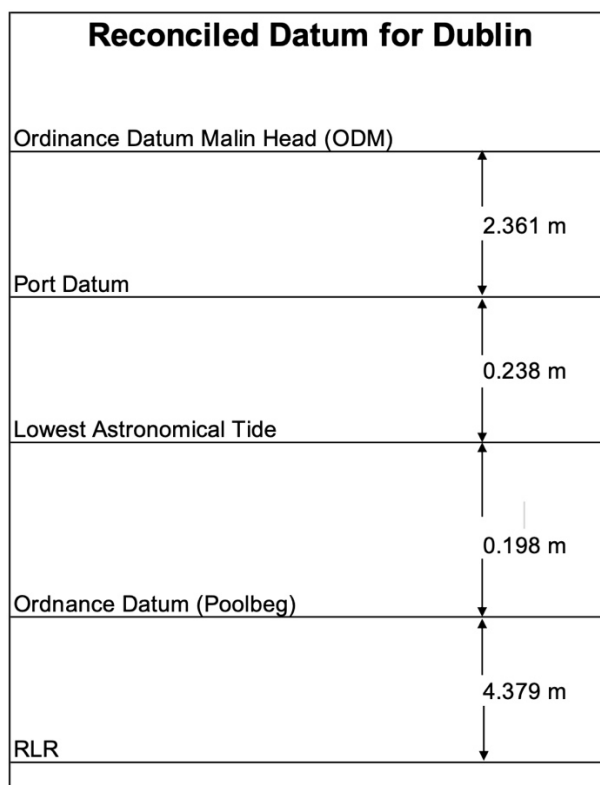 Reconciled Datum for Dublin
Ordinance Datum Malin Head (ODM)
2.361 m
Port Datum
0.238 m
Lowest Astronomical Tide
0.198 m
Ordnance Datum (Poolbeg)
4.379 m
RLR